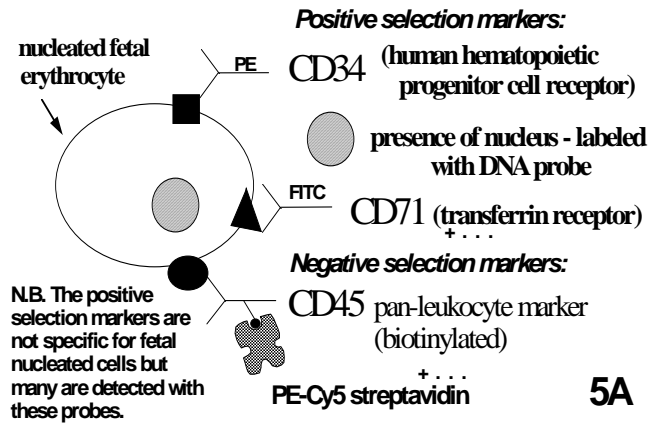 Positive selection markers:
nucleated fetal
erythrocyte
PE
CD34 (human hematopoietic
progenitor cell receptor)
presence of nucleus - labeled
with DNA probe
FITC
CD71 (transferrin receptor)
+ . . .
Negative selection markers:
CD45 pan-leukocyte marker
(biotinylated)
+ . . .
PE-Cy5 streptavidin
N.B. The positive
selection markers are
not specific for fetal
nucleated cells but
many are detected with
these probes.
5A